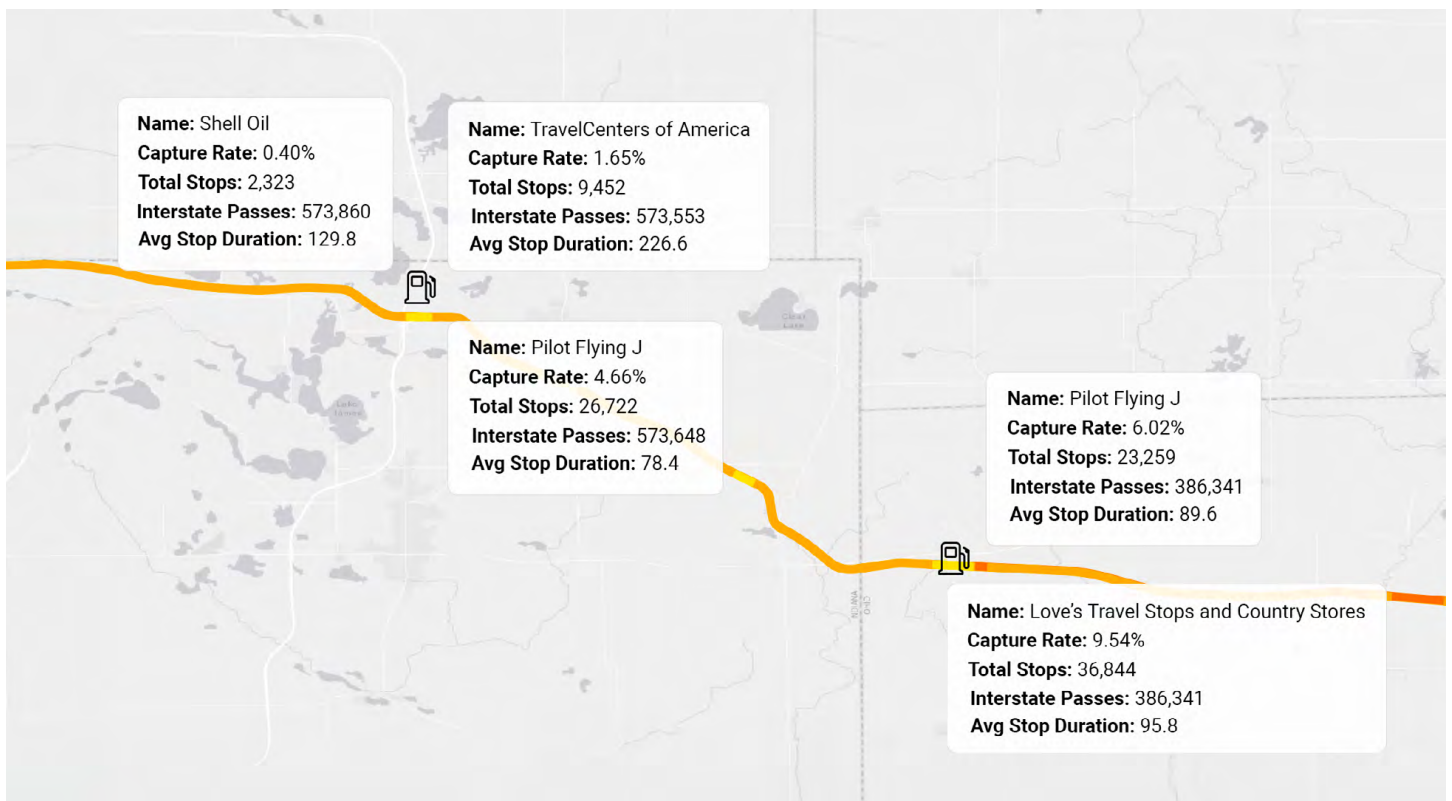 Name: Shell Oil
Capture Rate: 0.40%
Total Stops: 2,323
Interstate Passes: 573,860
Avg Stop Duration: 129.8
Name: TravelCenters of America
Capture Rate: 1.65%
Total Stops: 9,452
Interstate Passes: 573,553
Avg Stop Duration: 226.6
Name: Pilot Flying J
Capture Rate: 4.66%
Total Stops: 26,722
Interstate Passes: 573,648
Avg Stop Duration: 78.4
Name: Pilot Flying J
Capture Rate: 6.02%
Total Stops: 23,259
Interstate Passes: 386,341
Avg Stop Duration: 89.6
Name: Love's Travel Stops and Country Stores
Capture Rate: 9.54%
Total Stops: 36,844
Interstate Passes: 386,341
Avg Stop Duration: 95.8
INDIANA
OHIO